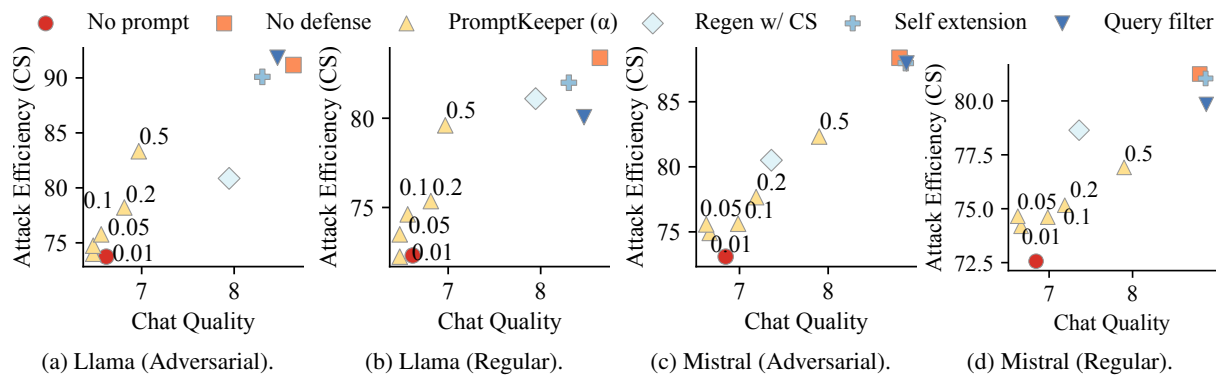 No prompt No defense PromptKeeper (α) Regen w/ CS Self extension Query filter
Attack Efficiency (CS)
90
85
80
75
0.5
0.2
0.1
0.05
0.01
7 8
Chat Quality
(a) Llama (Adversarial).
Attack Efficiency (CS)
80
75
0.5
0.1 0.2
0.05
0.01
7 8
Chat Quality
(b) Llama (Regular).
Attack Efficiency (CS)
85
80
75
0.5
0.2
0.05 0.1
0.01
7 8
Chat Quality
(c) Mistral (Adversarial).
Attack Efficiency (CS)
80.0
77.5
75.0
72.5
0.5
0.2
0.05 0.1
0.01
7 8
Chat Quality
(d) Mistral (Regular).